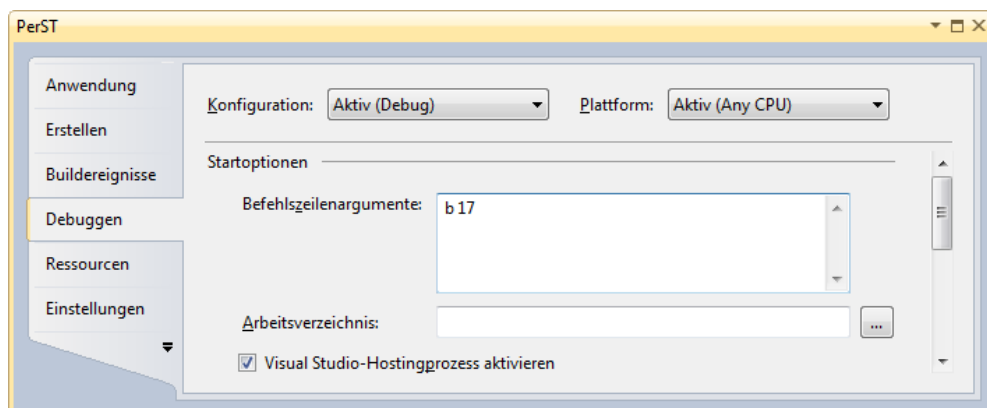 PerST
Anwendung
Erstellen
Buildereignisse
Debuggen
Ressourcen
Einstellungen
Konfiguration: Aktiv (Debug) Plattform: Aktiv (Any CPU)
Startoptionen
Befehlszeilenargumente: b 17
Arbeitsverzeichnis: ...
Visual Studio-Hostingprozess aktivieren